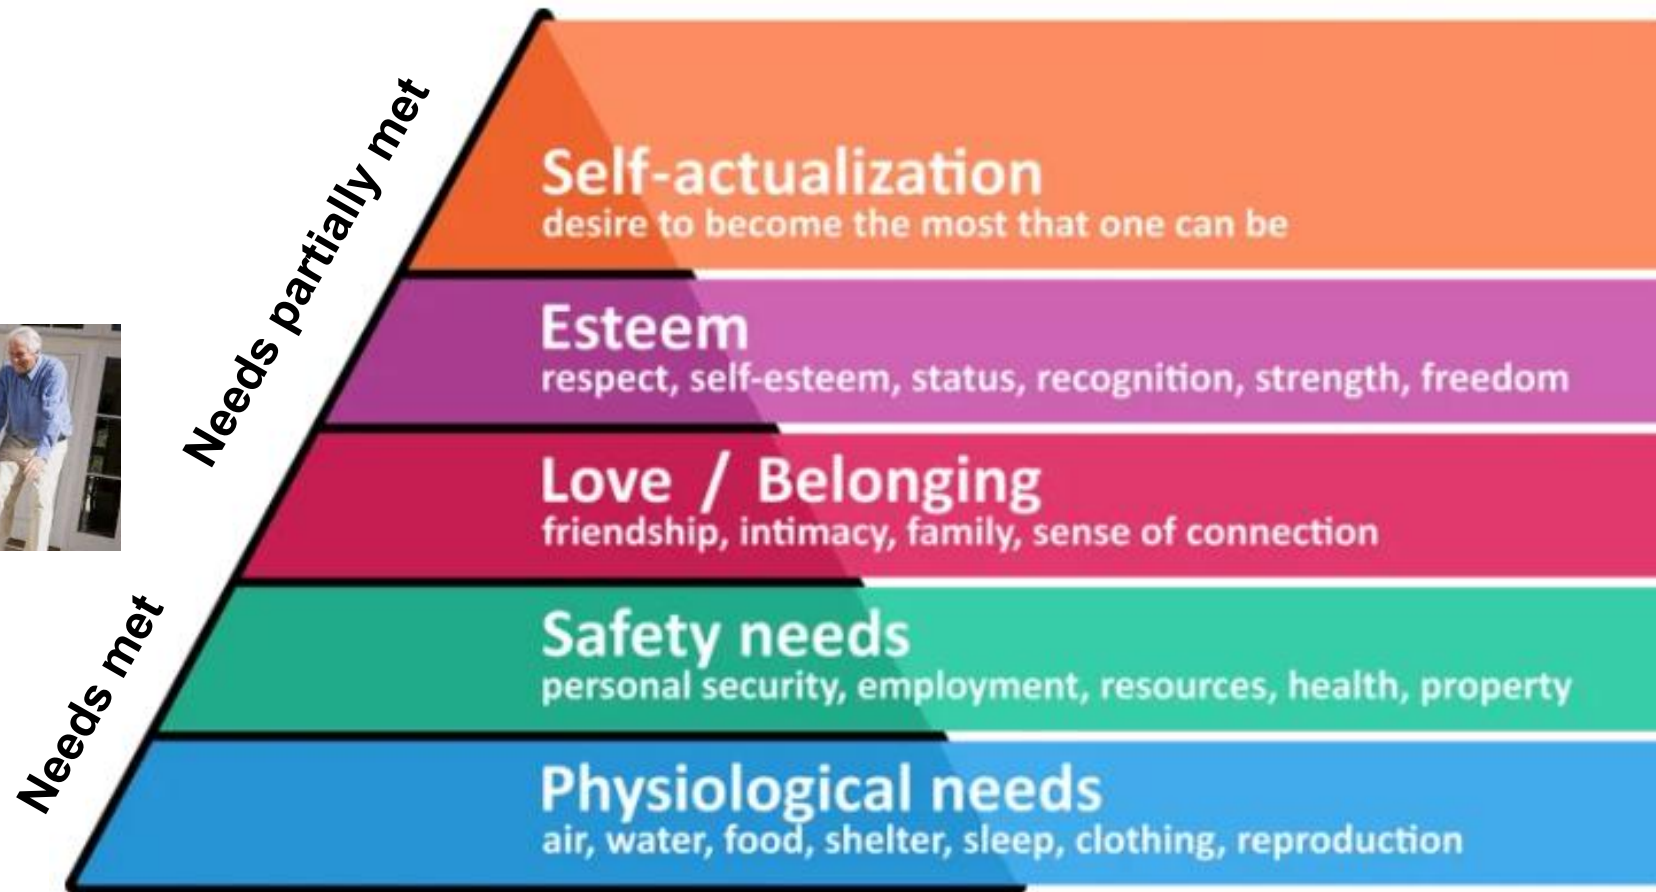 Needs partially met
Needs met
Self-actualization
desire to become the most that one can be
Esteem
respect, self-esteem, status, recognition, strength, freedom
Love / Belonging
friendship, intimacy, family, sense of connection
Safety needs
personal security, employment, resources, health, property
Physiological needs
air, water, food, shelter, sleep, clothing, reproduction